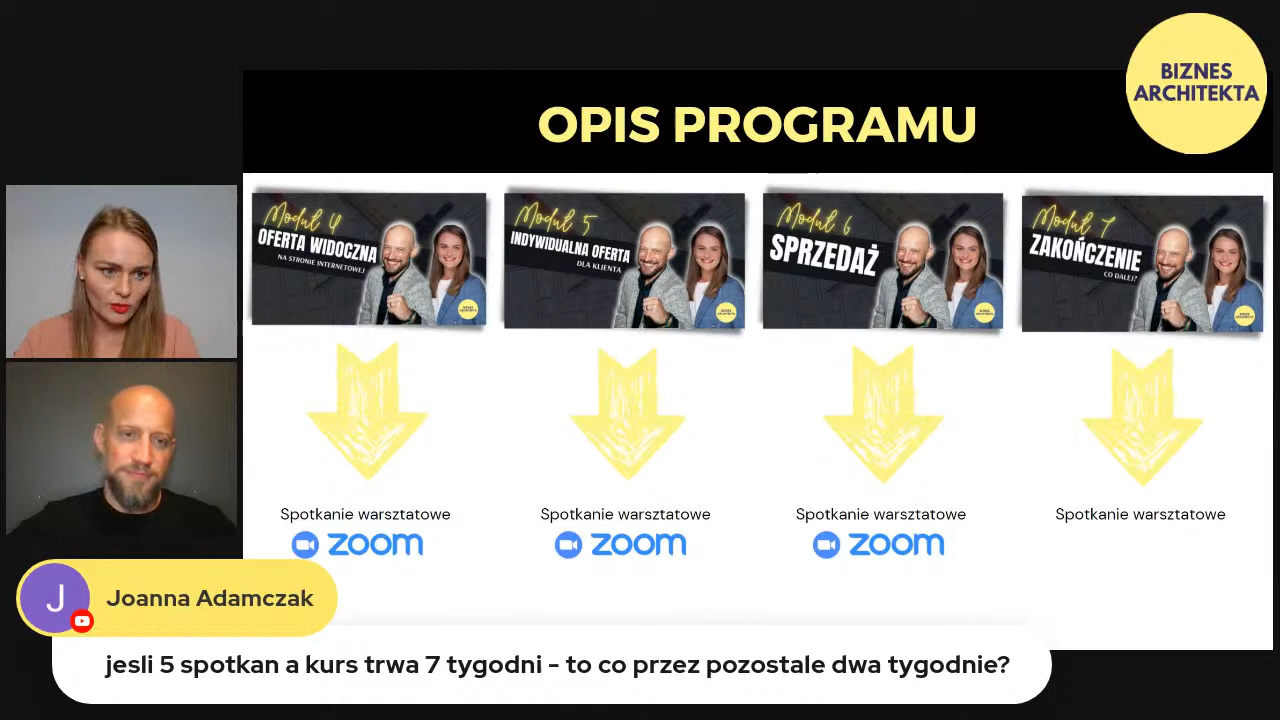 BIZNES
ARCHITEKTA
OPIS PROGRAMU
Moduł 4
OFERTA WIDOCZNA
NA STRONIE INTERNETOWEJ
Moduł 5
INDYWIDUALNA OFERTA
DLA KLIENTA
Moduł 6
SPRZEDAŻ
Moduł 7
ZAKOŃCZENIE
CO DALEJ?
Spotkanie warsztatowe
zoom
Spotkanie warsztatowe
zoom
Spotkanie warsztatowe
zoom
Spotkanie warsztatowe
J
Joanna Adamczak
jesli 5 spotkan a kurs trwa 7 tygodni - to co przez pozostale dwa tygodnie?